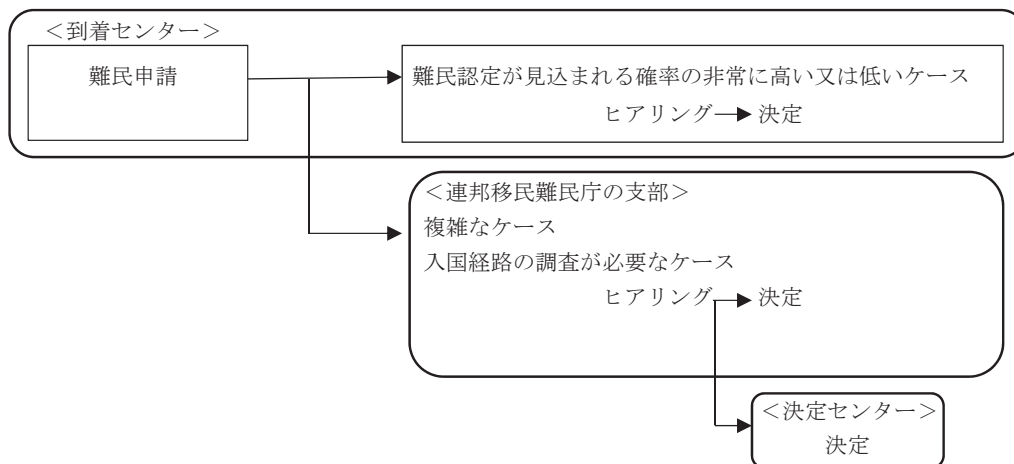 ＜到着センター＞
難民申請
難民認定が見込まれる確率の非常に高い又は低いケース
ヒアリング 決定
＜連邦移民難民庁の支部＞
複雑なケース
入国経路の調査が必要なケース
ヒアリング 決定
＜決定センター＞
決定